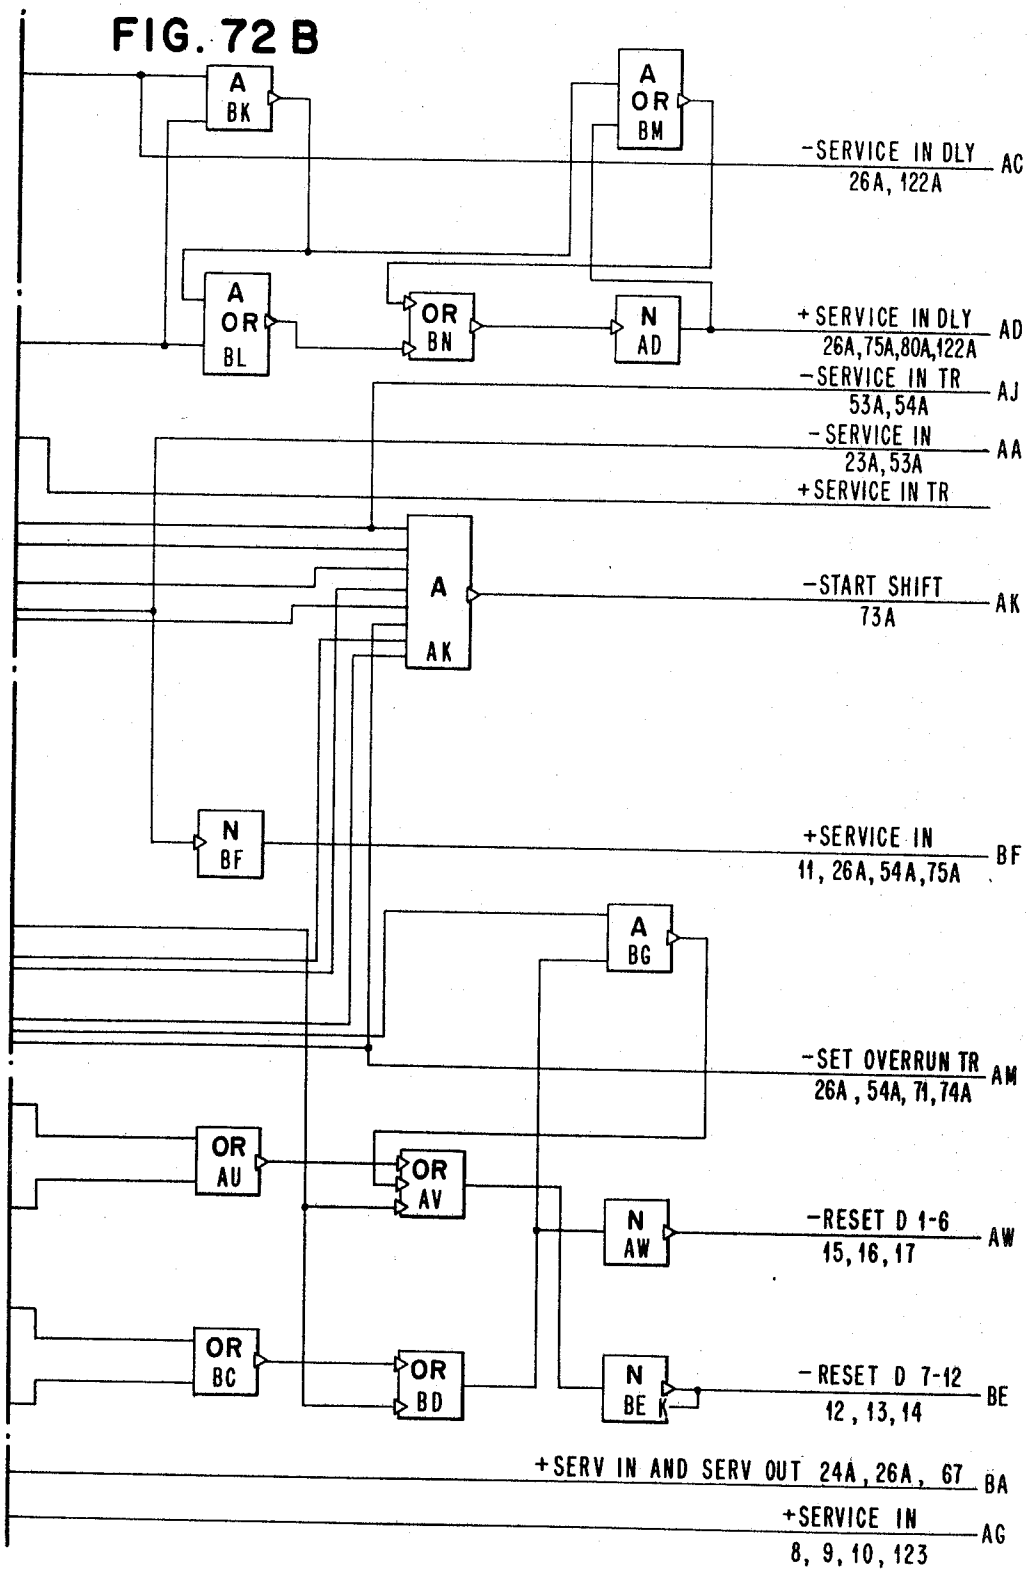 FIG. 72 B
A
BK
A
OR
BM
-SERVICE IN DLY AC
26A, 122A
A
OR
BL
OR
BN
N
AD
+SERVICE IN DLY AD
26A, 75A, 80A, 122A
-SERVICE IN TR AJ
53A, 54A
-SERVICE IN AA
23A, 53A
+SERVICE IN TR
A
AK
-START SHIFT AK
73A
N
BF
+SERVICE IN BF
11, 26A, 54A, 75A
A
BG
-SET OVERRUN TR AM
26A, 54A, 71, 74A
OR
AU
OR
AV
N
AW
-RESET D 1-6 AW
15, 16, 17
OR
BC
OR
BD
N
BE K
-RESET D 7-12 BE
12, 13, 14
+SERV IN AND SERV OUT 24A, 26A, 67 BA
+SERVICE IN AG
8, 9, 10, 123